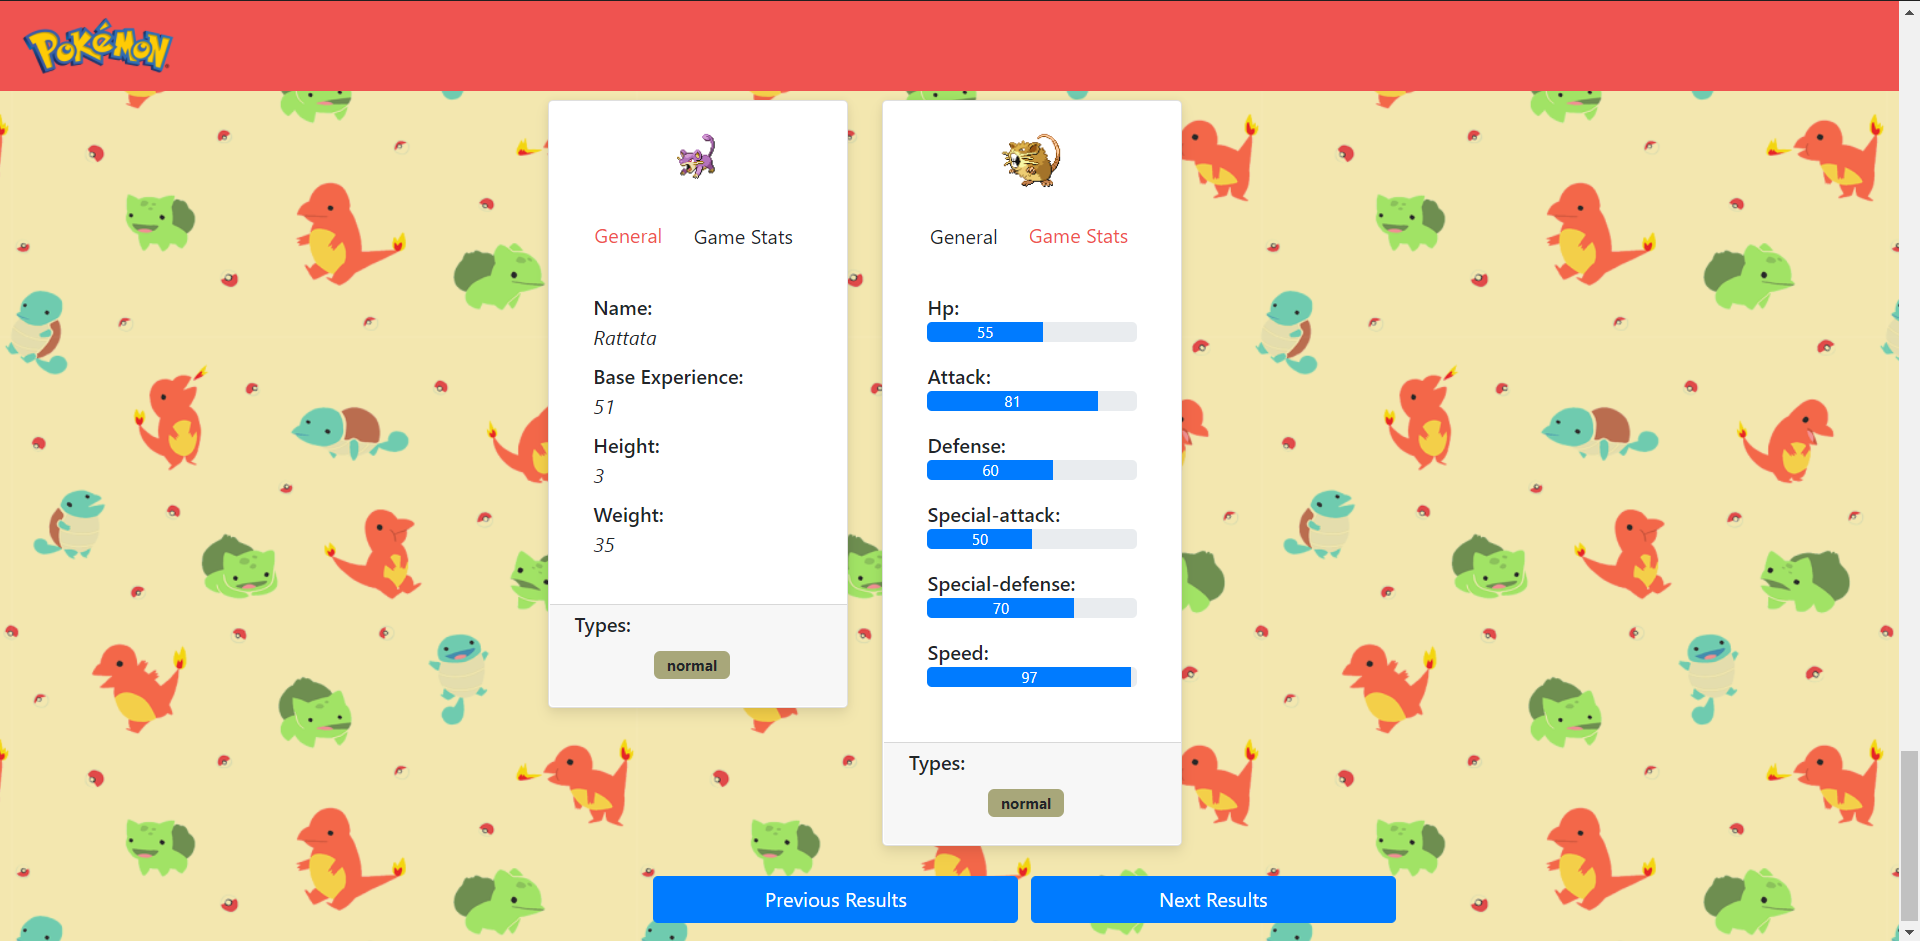 POKéMON
General Game Stats
Name:
Rattata
Base Experience:
51
Height:
3
Weight:
35
Types:
normal
General Game Stats
Hp:
55
Attack:
81
Defense:
60
Special-attack:
50
Special-defense:
70
Speed:
97
Types:
normal
Previous Results
Next Results